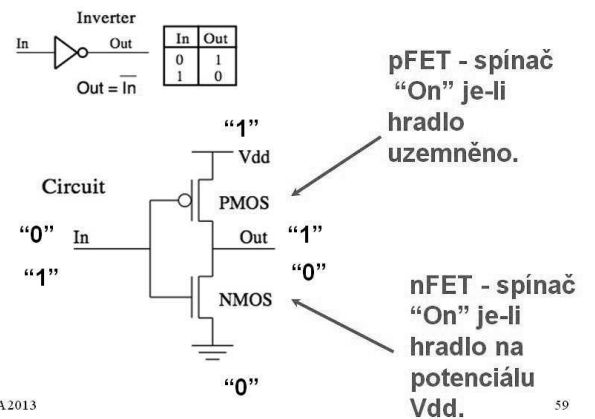 Inverter
In
Out
Out = In
In Out
0 1
1 0
pFET - spínač
“On” je-li
hradlo
uzemněno.
“1”
Vdd
Circuit
PMOS
“0” In
Out “1”
“1”
“0”
NMOS
nFET - spínač
“On” je-li
hradlo na
potenciálu
Vdd.
“0”
A2013
59